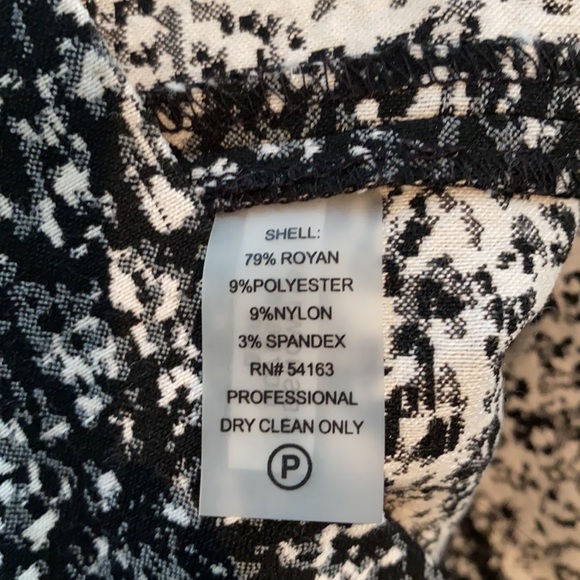 SHELL:
79% ROYAN
9%POLYESTER
9%NYLON
3% SPANDEX
RN# 54163
PROFESSIONAL
DRY CLEAN ONLY
P